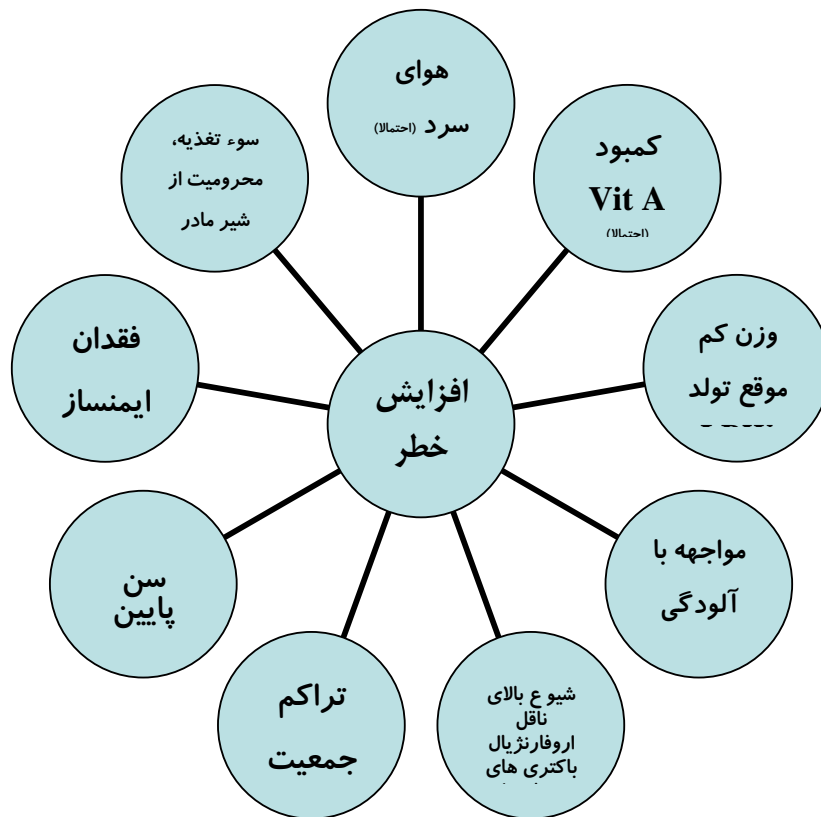 هوای
سرد (احتمالا)
کمبود
Vit A
(احتمالا)
وزن کم
موقع تولد
مواجهه با
آلودگی
شیو ع بالای
ناقل
اروفارنژیال
باکتری های
تراکم
جمعیت
سن
پایین
فقدان
ایمنساز
سوء تغذیه،
محرومیت از
شیر مادر
افزایش
خطر